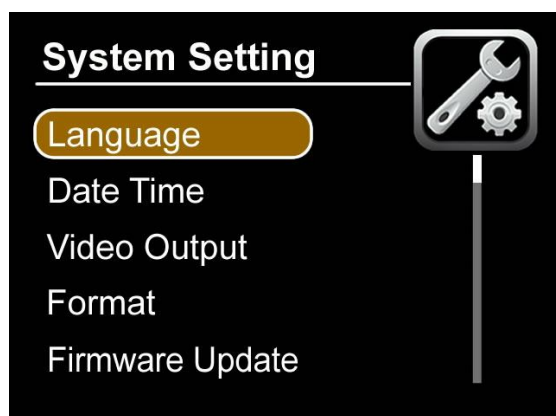 System Setting
Language
Date Time
Video Output
Format
Firmware Update